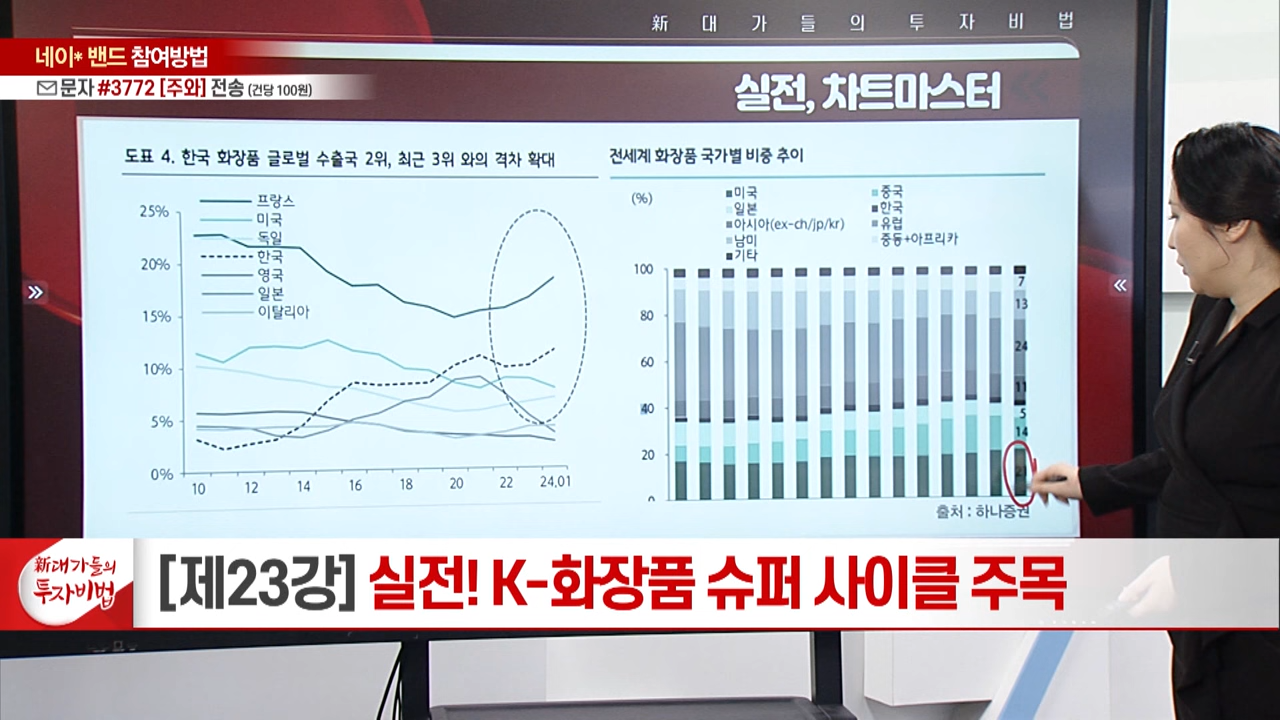 新 대 가 들 의 투 자 비 법
네이* 밴드 참여방법
문자 #3772 [주와] 전송 (건당 100원)
실전, 차트마스터
도표 4. 한국 화장품 글로벌 수출국 2위, 최근 3위 와의 격차 확대
프랑스
미국
독일
한국
영국
일본
이탈리아
25%
20%
15%
10%
5%
0%
10 12 14 16 18 20 22 24.01
전세계 화장품 국가별 비중 추이
(%)
미국 중국
일본 한국
아시아(ex-ch/jp/kr) 유럽
남미 중동+아프리카
기타
100
80
60
40
20
0
7
13
24
11
5
14
출처 : 하나증권
新대가들의
투자비법
[제23강] 실전! K-화장품 슈퍼 사이클 주목